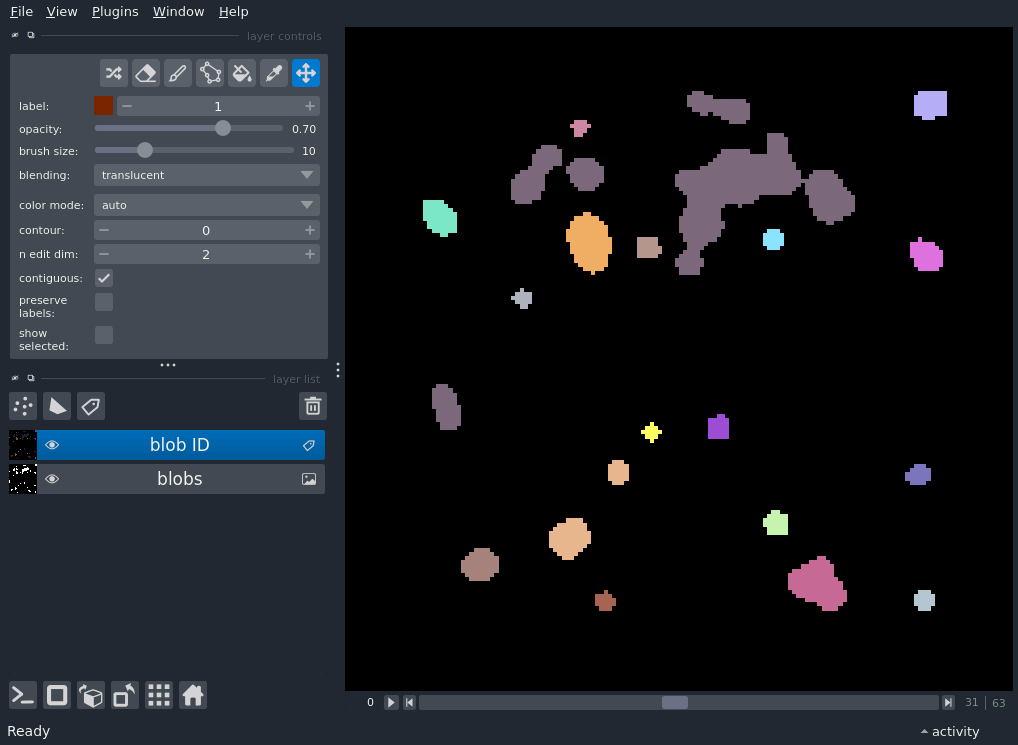 File View Plugins Window Help
layer controls
label: 1
opacity: 0.70
brush size: 10
blending: translucent
color mode: auto
contour: 0
n edit dim: 2
contiguous:
preserve
labels:
show
selected:
layer list
blob ID
blobs
0 31 63
Ready activity